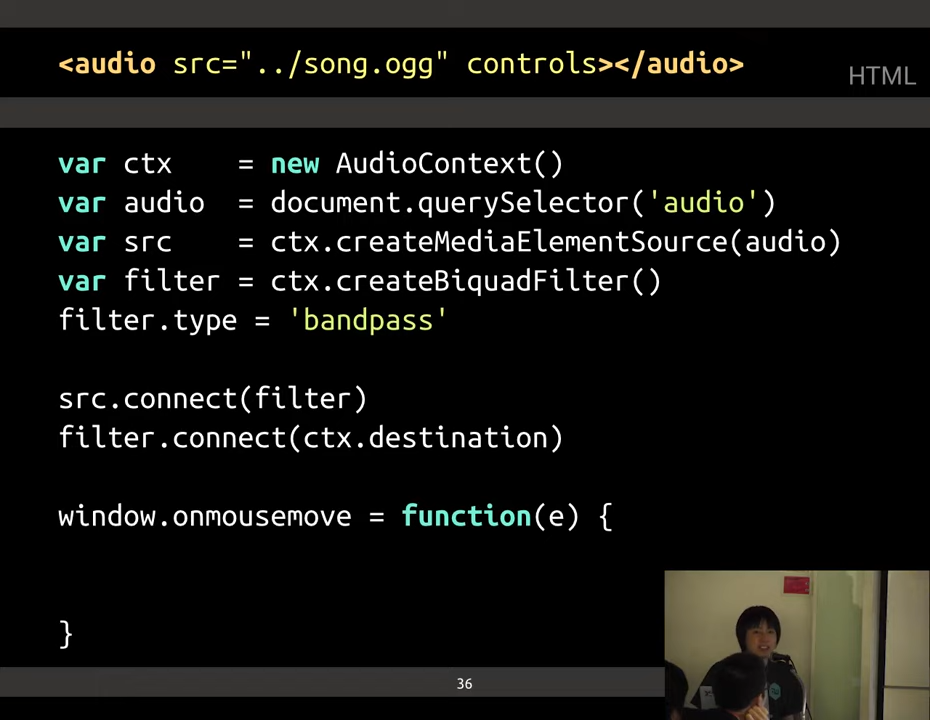 <audio src="../song.ogg" controls></audio>
HTML
var ctx    = new AudioContext()
var audio  = document.querySelector('audio')
var src    = ctx.createMediaElementSource(audio)
var filter = ctx.createBiquadFilter()
filter.type = 'bandpass'
src.connect(filter)
filter.connect(ctx.destination)
window.onmousemove = function(e) {
}
36